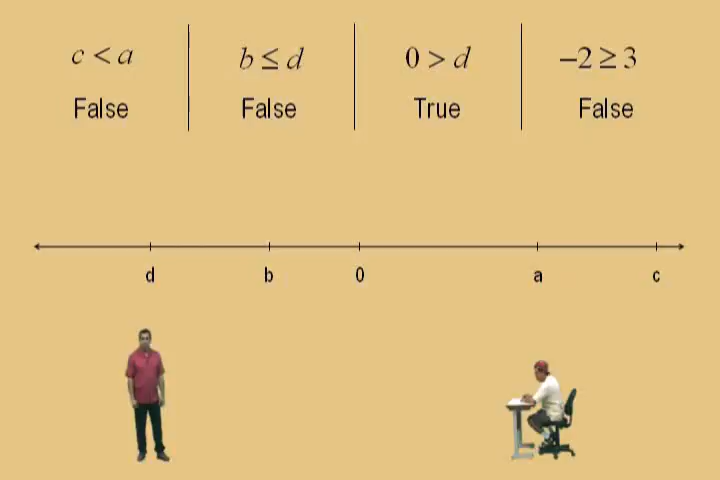 c < a b ≤ d 0 > d −2 ≥ 3
False False True False
d b 0 a c